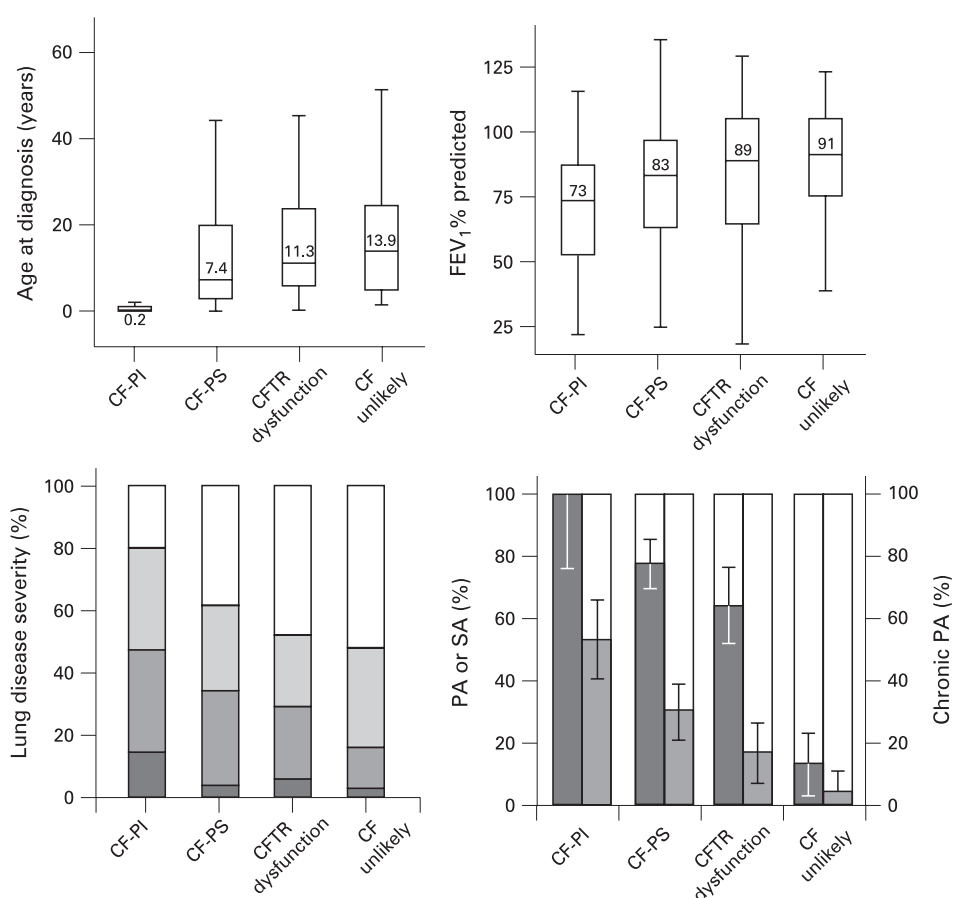 Age at diagnosis (years)
60
40
20
0
0.2
7.4
11.3
13.9
CF-PI
CF-PS
CFTR
dysfunction
CF
unlikely
FEV1% predicted
125
100
75
50
25
73
83
89
91
CF-PI
CF-PS
CFTR
dysfunction
CF
unlikely
Lung disease severity (%)
100
80
60
40
20
0
CF-PI
CF-PS
CFTR
dysfunction
CF
unlikely
PA or SA (%)
100
80
60
40
20
0
CF-PI
CF-PS
CFTR
dysfunction
CF
unlikely
100
80
60
40
20
0
Chronic PA (%)